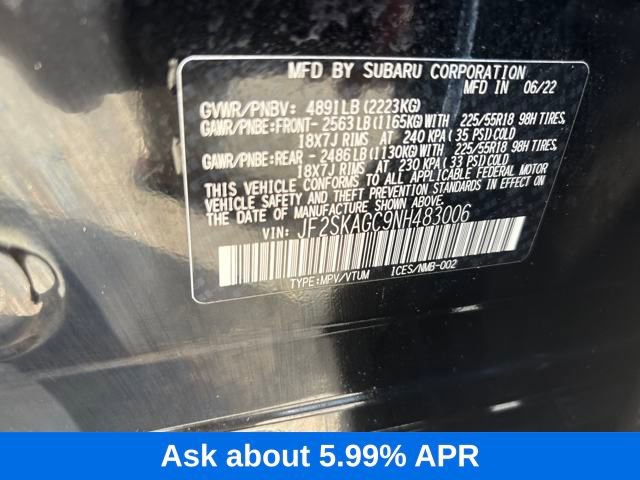 MFD BY SUBARU CORPORATION
MFD IN 06/22
GVWR/PNBV: 4891LB(2223KG)
GAWR/PNBE:FRONT-2563LB(1165KG)WITH 225/55R18 98H TIRES,
18X7J RIMS AT 240 KPA (35 PSI)COLD
GAWR/PNBE:REAR -2486LB(1130KG)WITH 225/55R18 98H TIRES,
18X7J RIMS AT 230 KPA (33 PSI)COLD
THIS VEHICLE CONFORMS TO ALL APPLICABLE FEDERAL MOTOR
VEHICLE SAFETY, BUMPER, AND
THEFT PREVENTION STANDARDS IN EFFECT ON
THE DATE OF MANUFACTURE SHOWN ABOVE.
VIN: JF2SKAGC9NH483006
TYPE:MPV/VTUM ICES/NMB-002
Ask about 5.99% APR